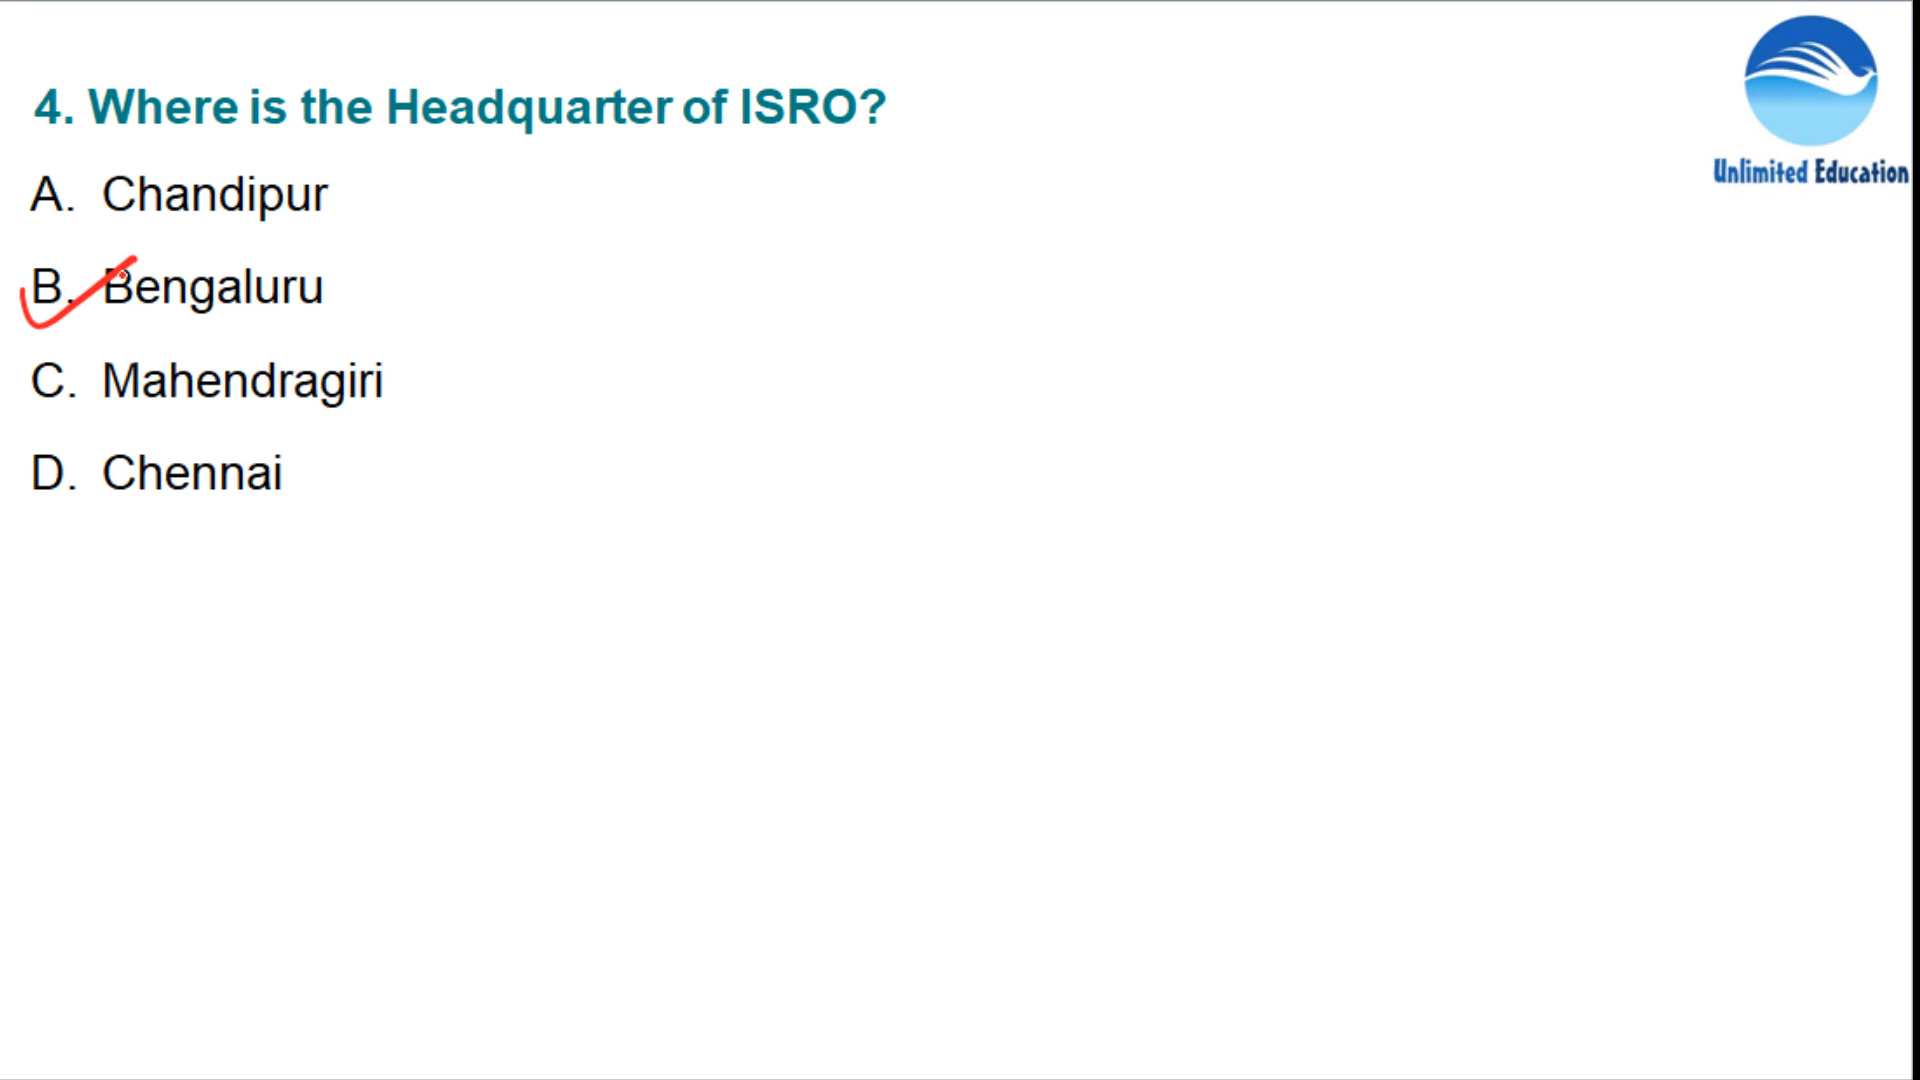 4. Where is the Headquarter of ISRO?
A. Chandipur
B. Bengaluru
C. Mahendragiri
D. Chennai
Unlimited Education